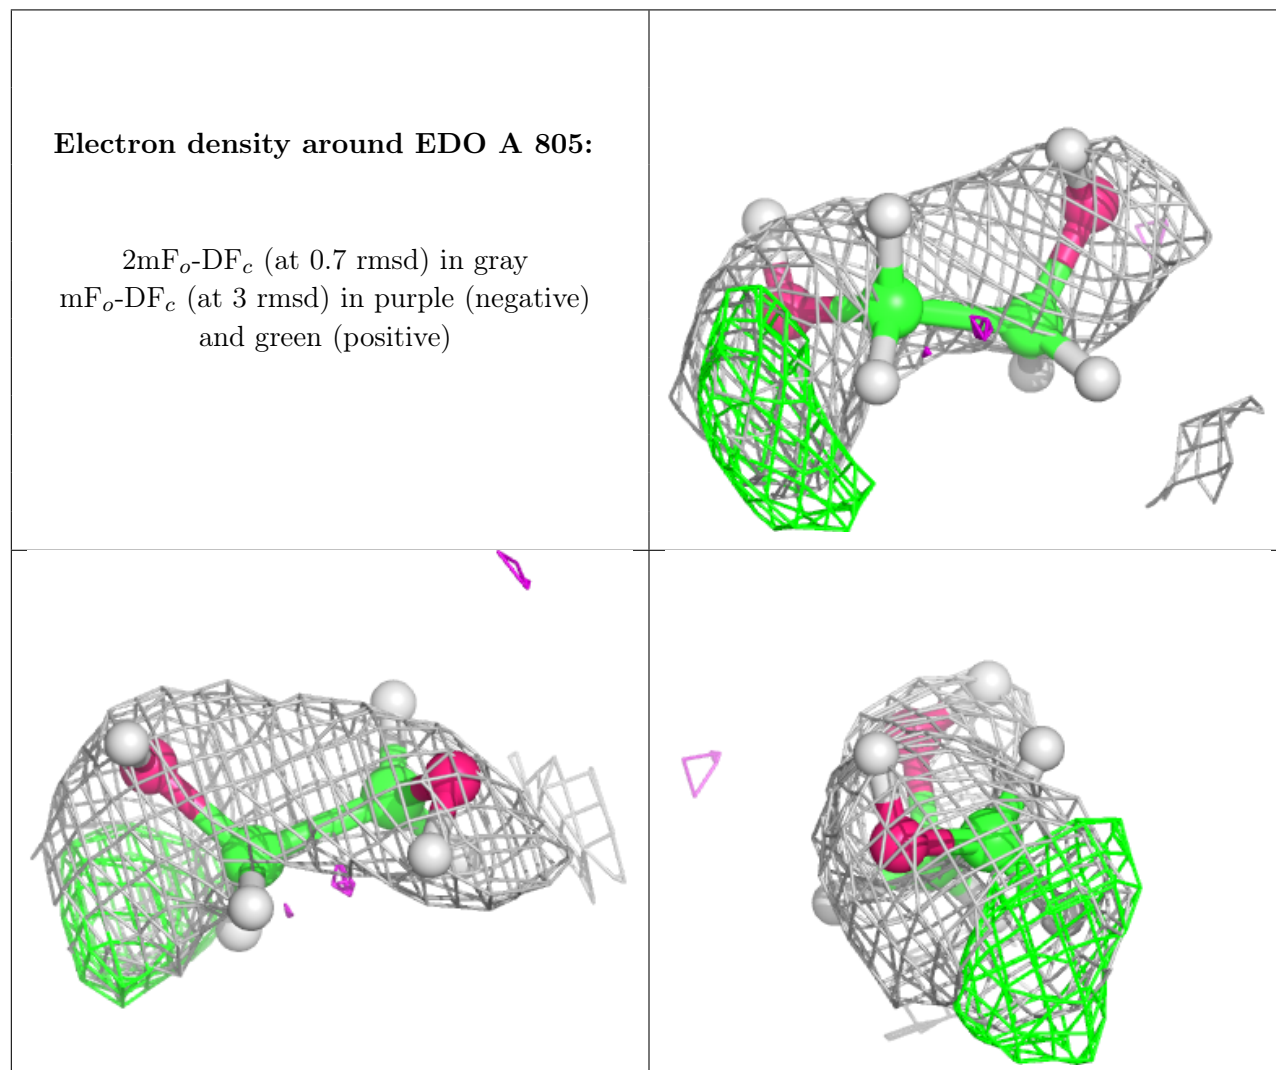 Electron density around EDO A 805:
2mFo-DFc (at 0.7 rmsd) in gray
mFo-DFc (at 3 rmsd) in purple (negative)
and green (positive)